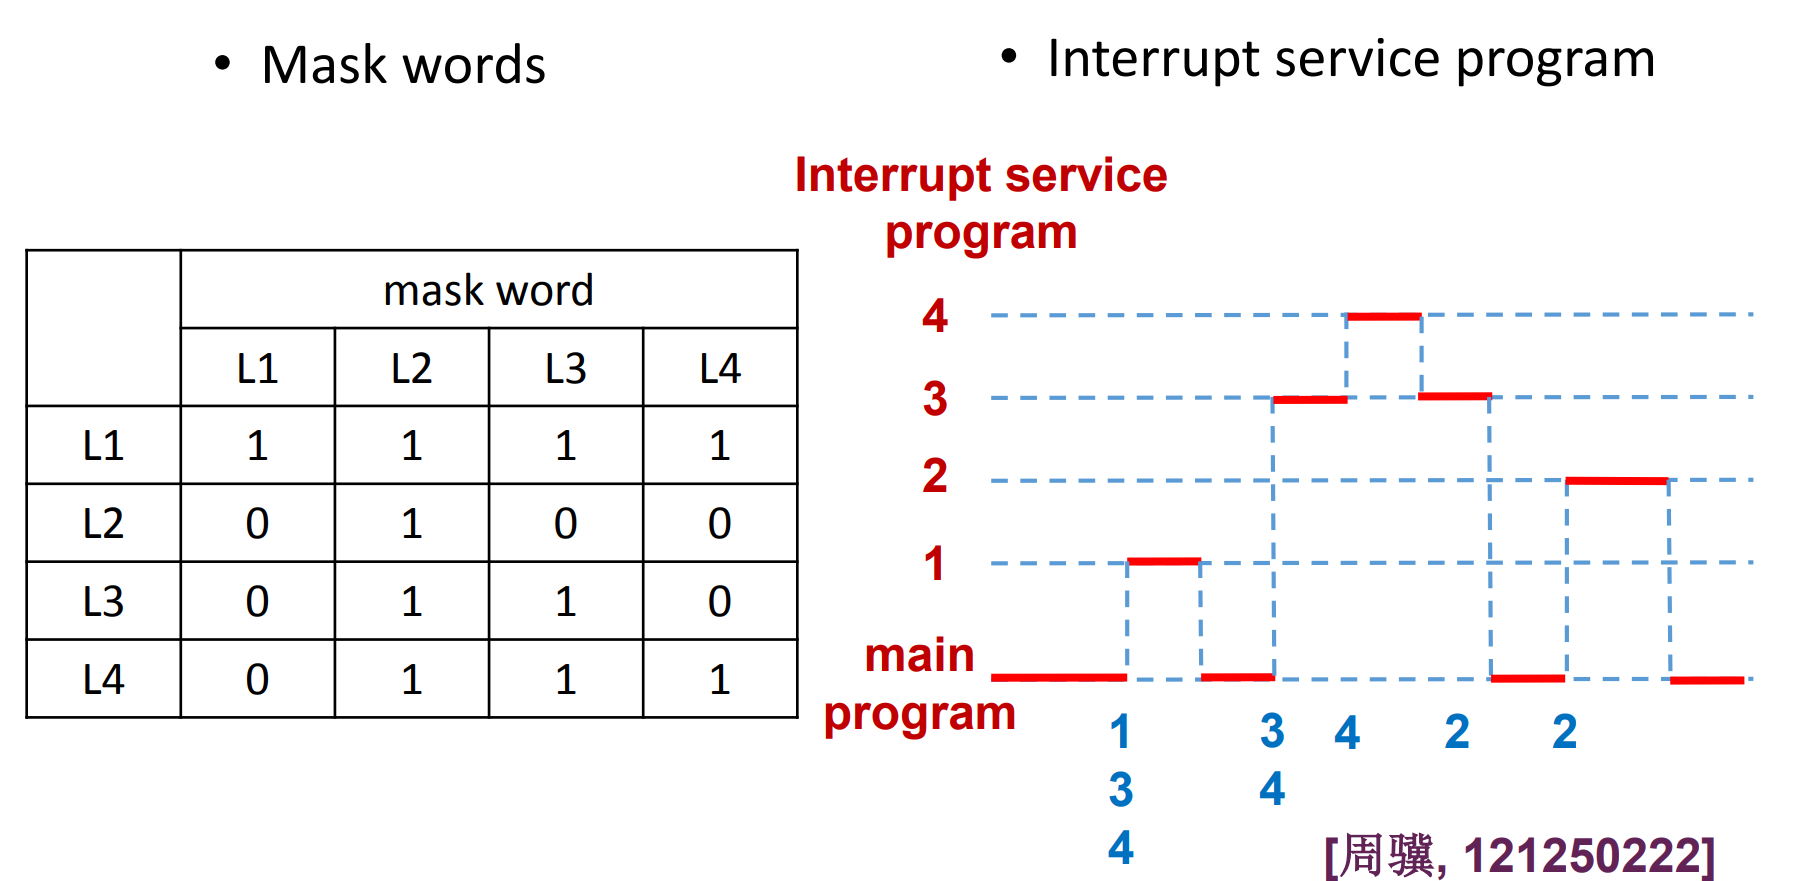 • Mask words
• Interrupt service program
mask word
L1 L2 L3 L4
L1 1 1 1 1
L2 0 1 0 0
L3 0 1 1 0
L4 0 1 1 1
Interrupt service
program
4
3
2
1
main
program
1 3 4 2 2
3 4
4
[周骥, 121250222]